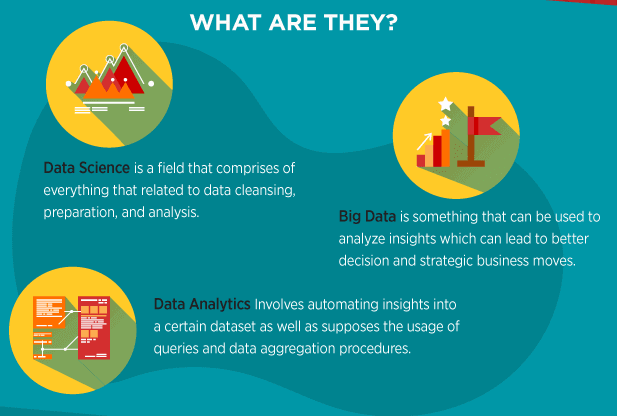 WHAT ARE THEY?
Data Science is a field that comprises of
everything that related to data cleansing,
preparation, and analysis.
Big Data is something that can be used to
analyze insights which can lead to better
decision and strategic business moves.
Data Analytics Involves automating insights into
a certain dataset as well as supposes the usage of
queries and data aggregation procedures.